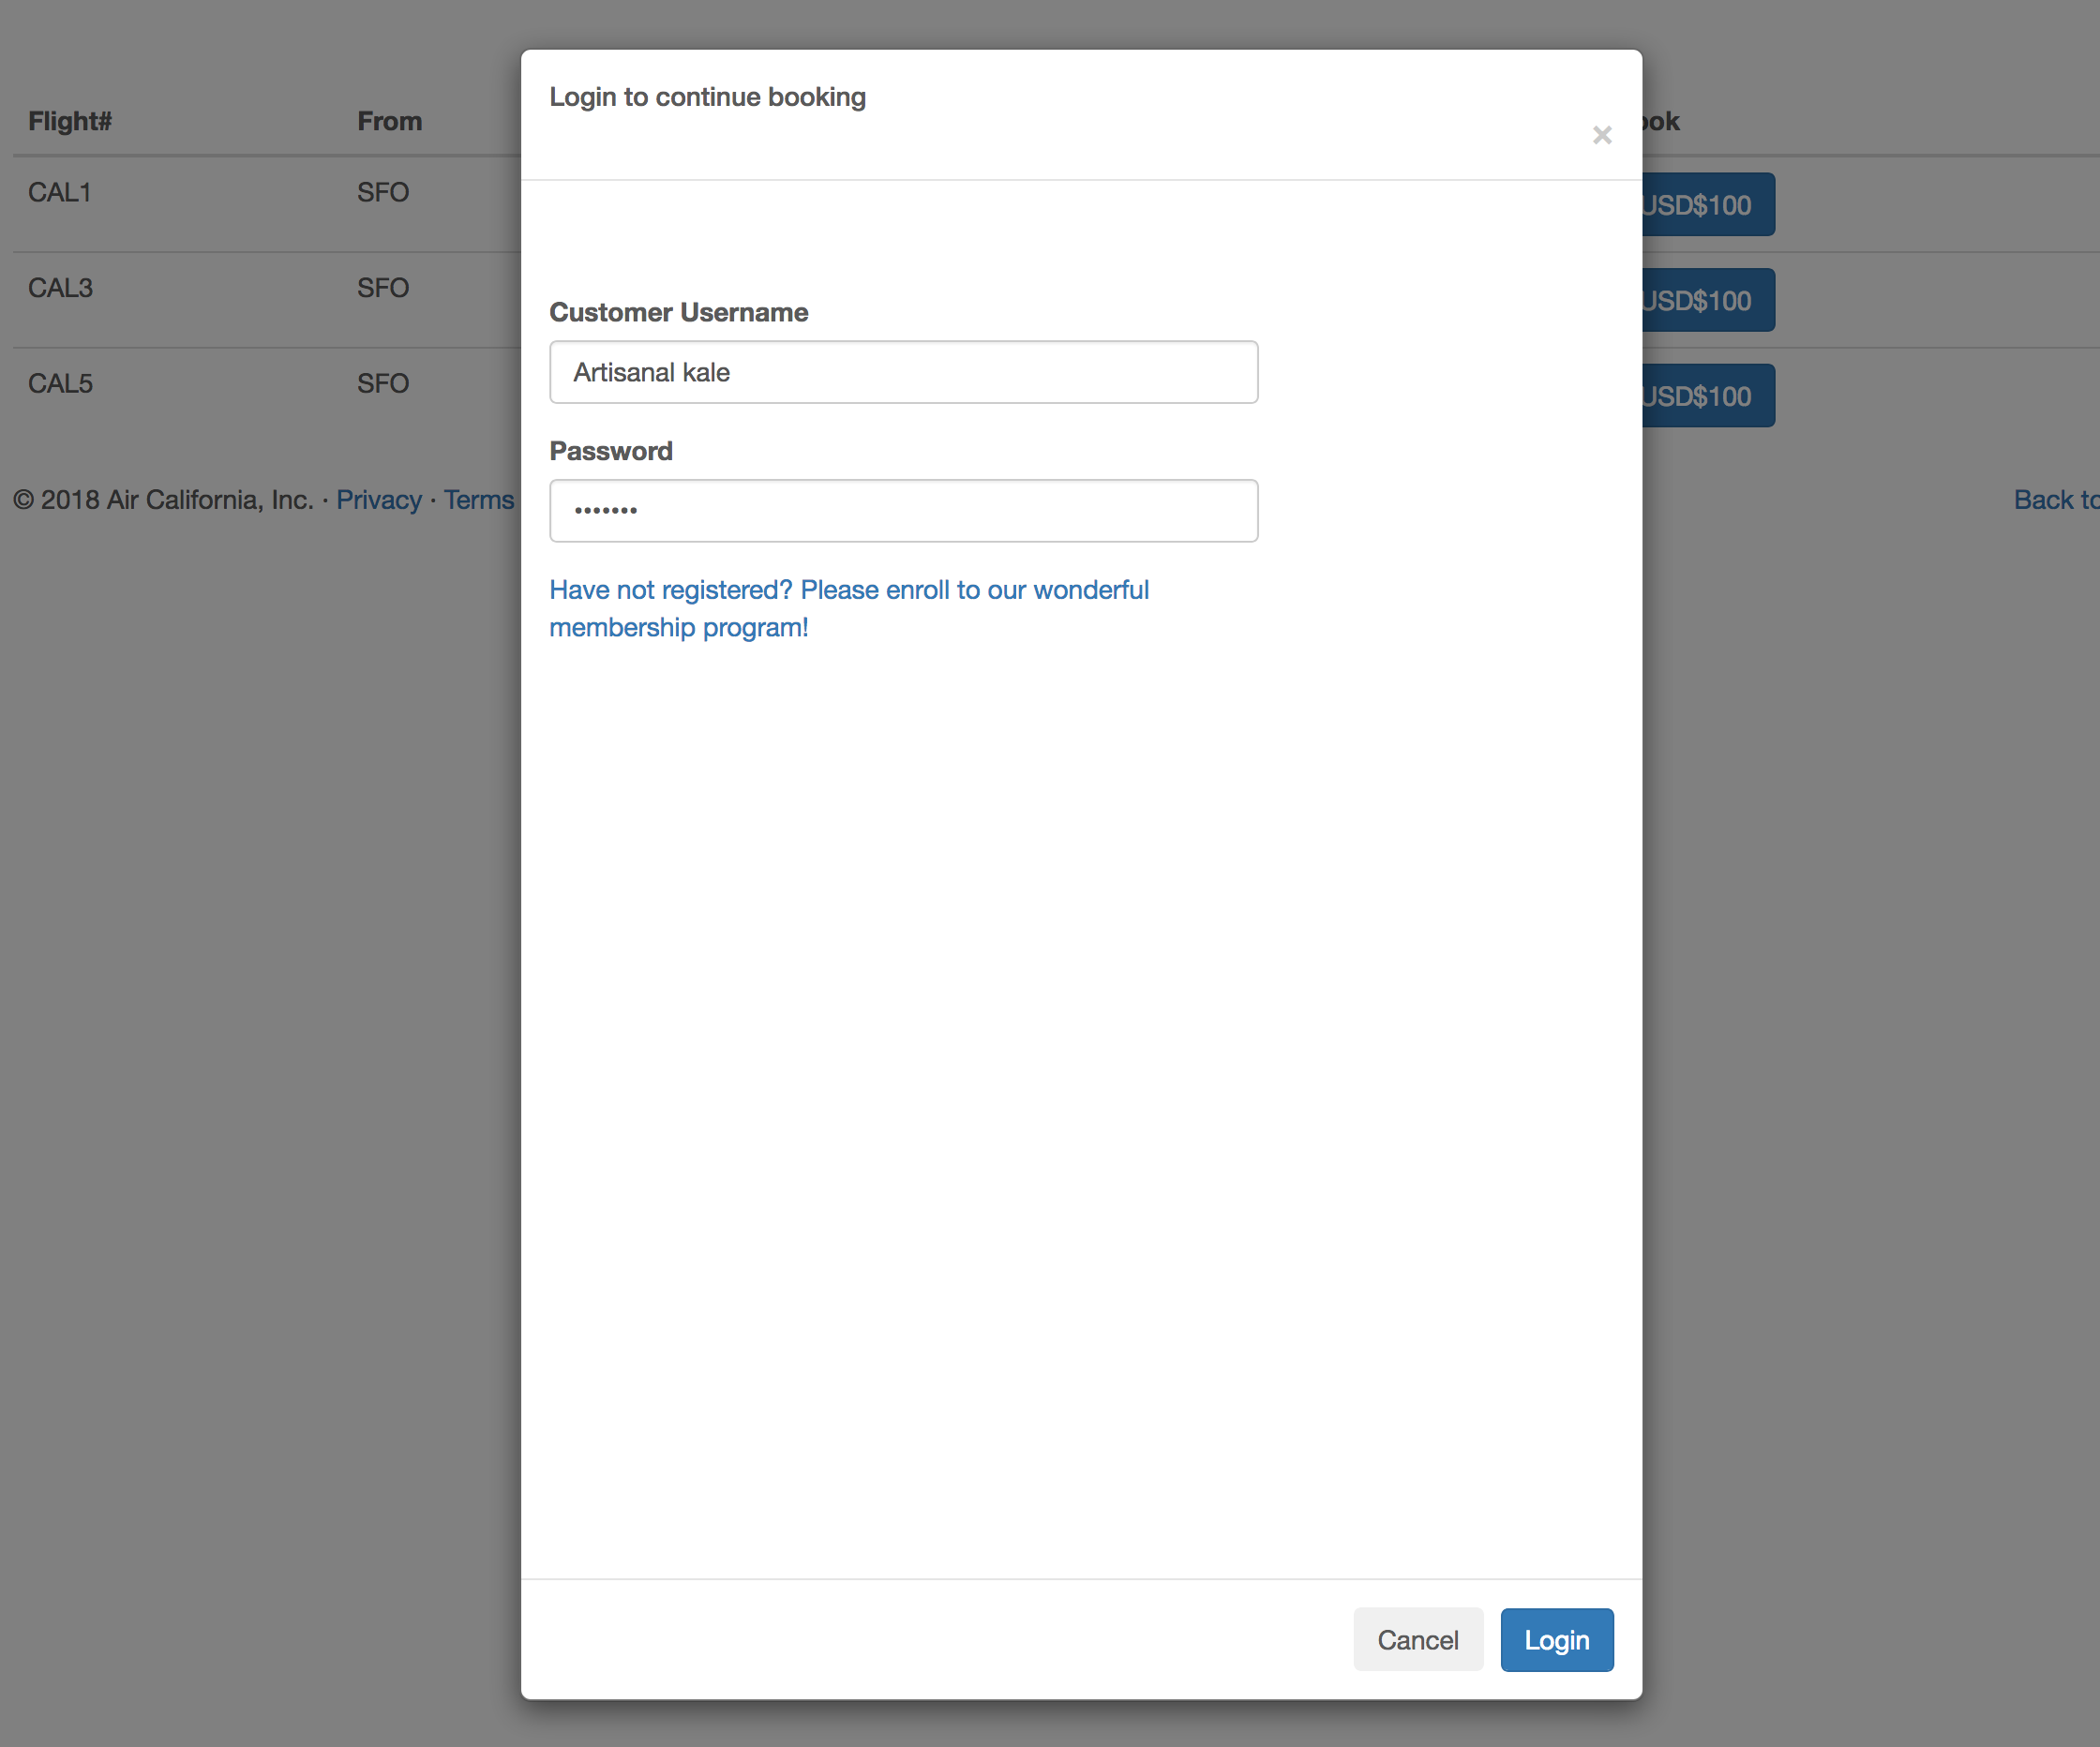 Login to continue booking
×
Flight# From
CAL1 SFO USD$100
CAL3 SFO USD$100
CAL5 SFO USD$100
© 2018 Air California, Inc. · Privacy · Terms
Back
Customer Username
Artisanal kale
Password
•••••••
Have not registered? Please enroll to our wonderful
membership program!
Cancel Login